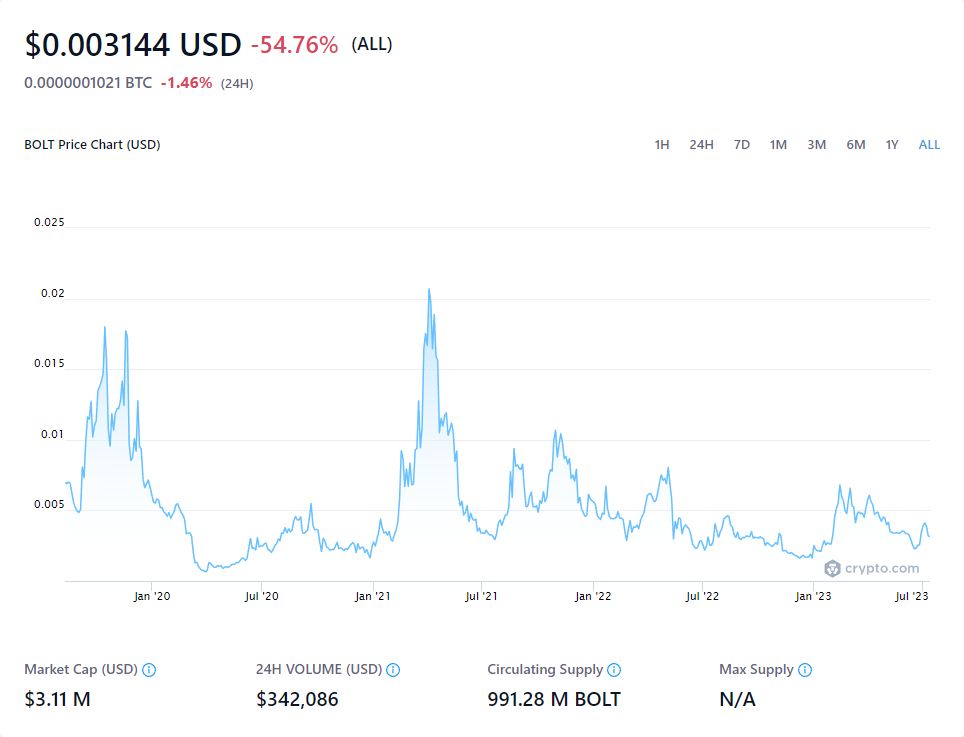 $0.003144 USD -54.76% (ALL)
0.0000001021 BTC -1.46% (24H)
BOLT Price Chart (USD) 1H 24H 7D 1M 3M 6M 1Y ALL
0.025
0.02
0.015
0.01
0.005
crypto.com
Jan '20 Jul '20 Jan '21 Jul '21 Jan '22 Jul '22 Jan '23 Jul '23
Market Cap (USD) 24H VOLUME (USD) Circulating Supply Max Supply
$3.11 M $342,086 991.28 M BOLT N/A